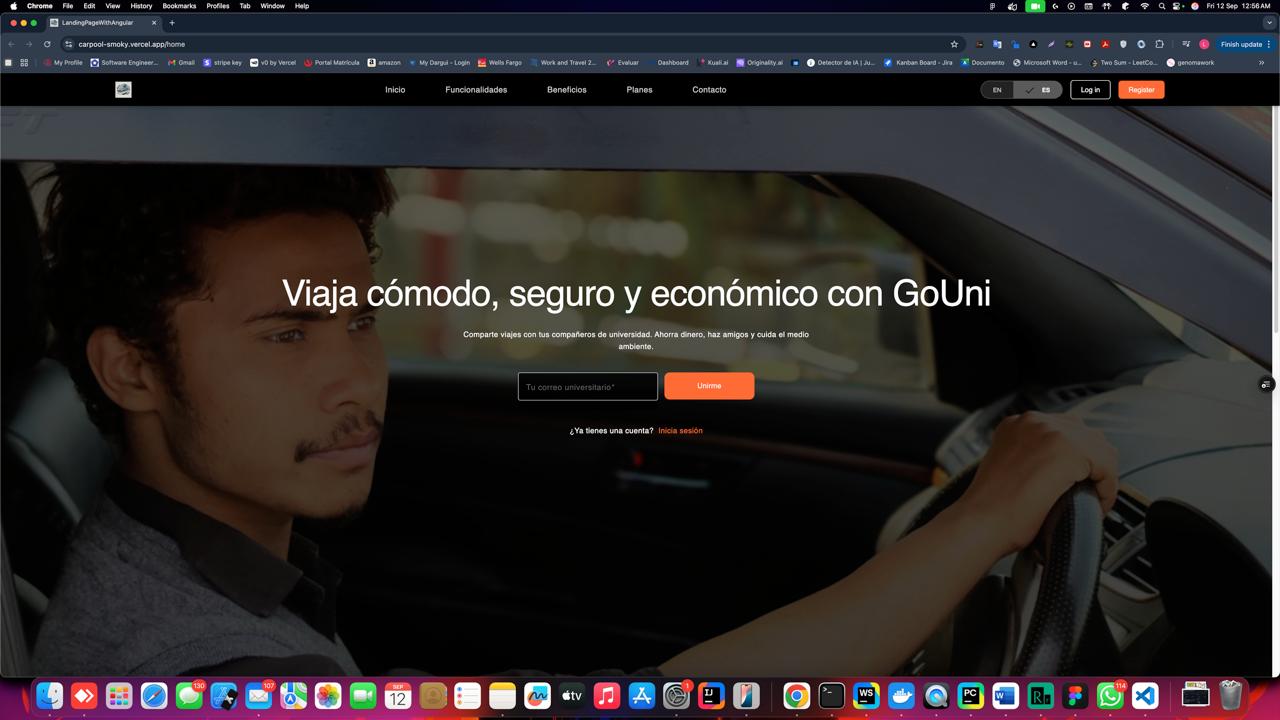 Chrome File Edit View History Bookmarks Profiles Tab Window Help
Fri 12 Sep 12:56 AM
LandingPageWithAngular
carpool-smoky.vercel.app/home
Finish update
My Profile Software Engineer... Gmail stripe key v0 by Vercel Portal Matrícula amazon My Dargui - Login Wells Fargo Work and Travel 2... Evaluar Dashboard Kuali.ai Originality.ai Detector de IA | Ju... Kanban Board - Jira Documento Microsoft Word - u... Two Sum - LeetCo... genomawork
Inicio Funcionalidades Beneficios Planes Contacto
EN ES Log in Register
Viaja cómodo, seguro y económico con GoUni
Comparte viajes con tus compañeros de universidad. Ahorra dinero, haz amigos y cuida el medio
ambiente.
Tu correo universitario*
Unirme
¿Ya tienes una cuenta? Inicia sesión
130
107
SEP
12
tv
1
IJ
WS
PC
W
114